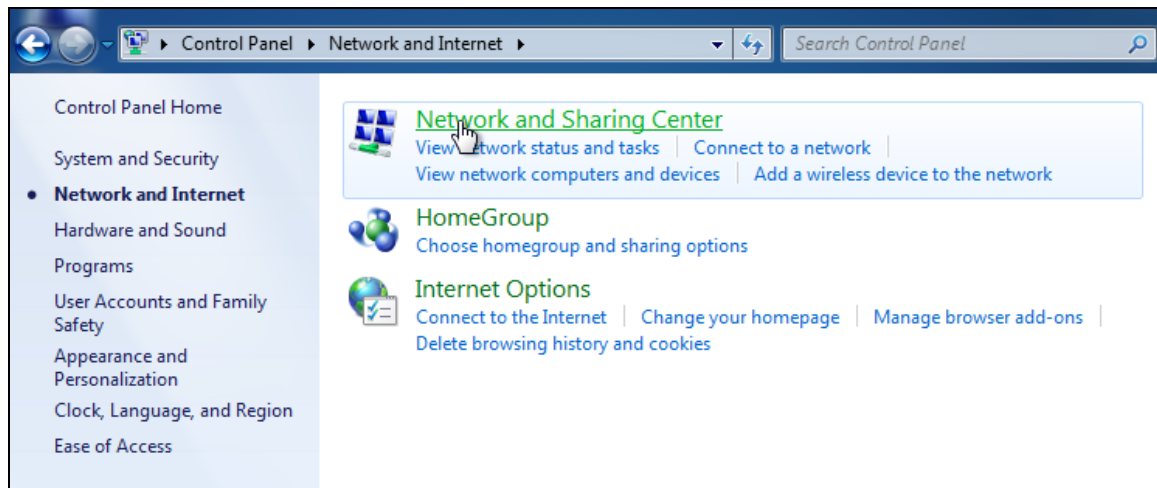 Control Panel Network and Internet Search Control Panel
Control Panel Home
System and Security
Network and Internet
Hardware and Sound
Programs
User Accounts and Family
Safety
Appearance and
Personalization
Clock, Language, and Region
Ease of Access
Network and Sharing Center
View network status and tasks Connect to a network
View network computers and devices Add a wireless device to the network
HomeGroup
Choose homegroup and sharing options
Internet Options
Connect to the Internet Change your homepage Manage browser add-ons
Delete browsing history and cookies